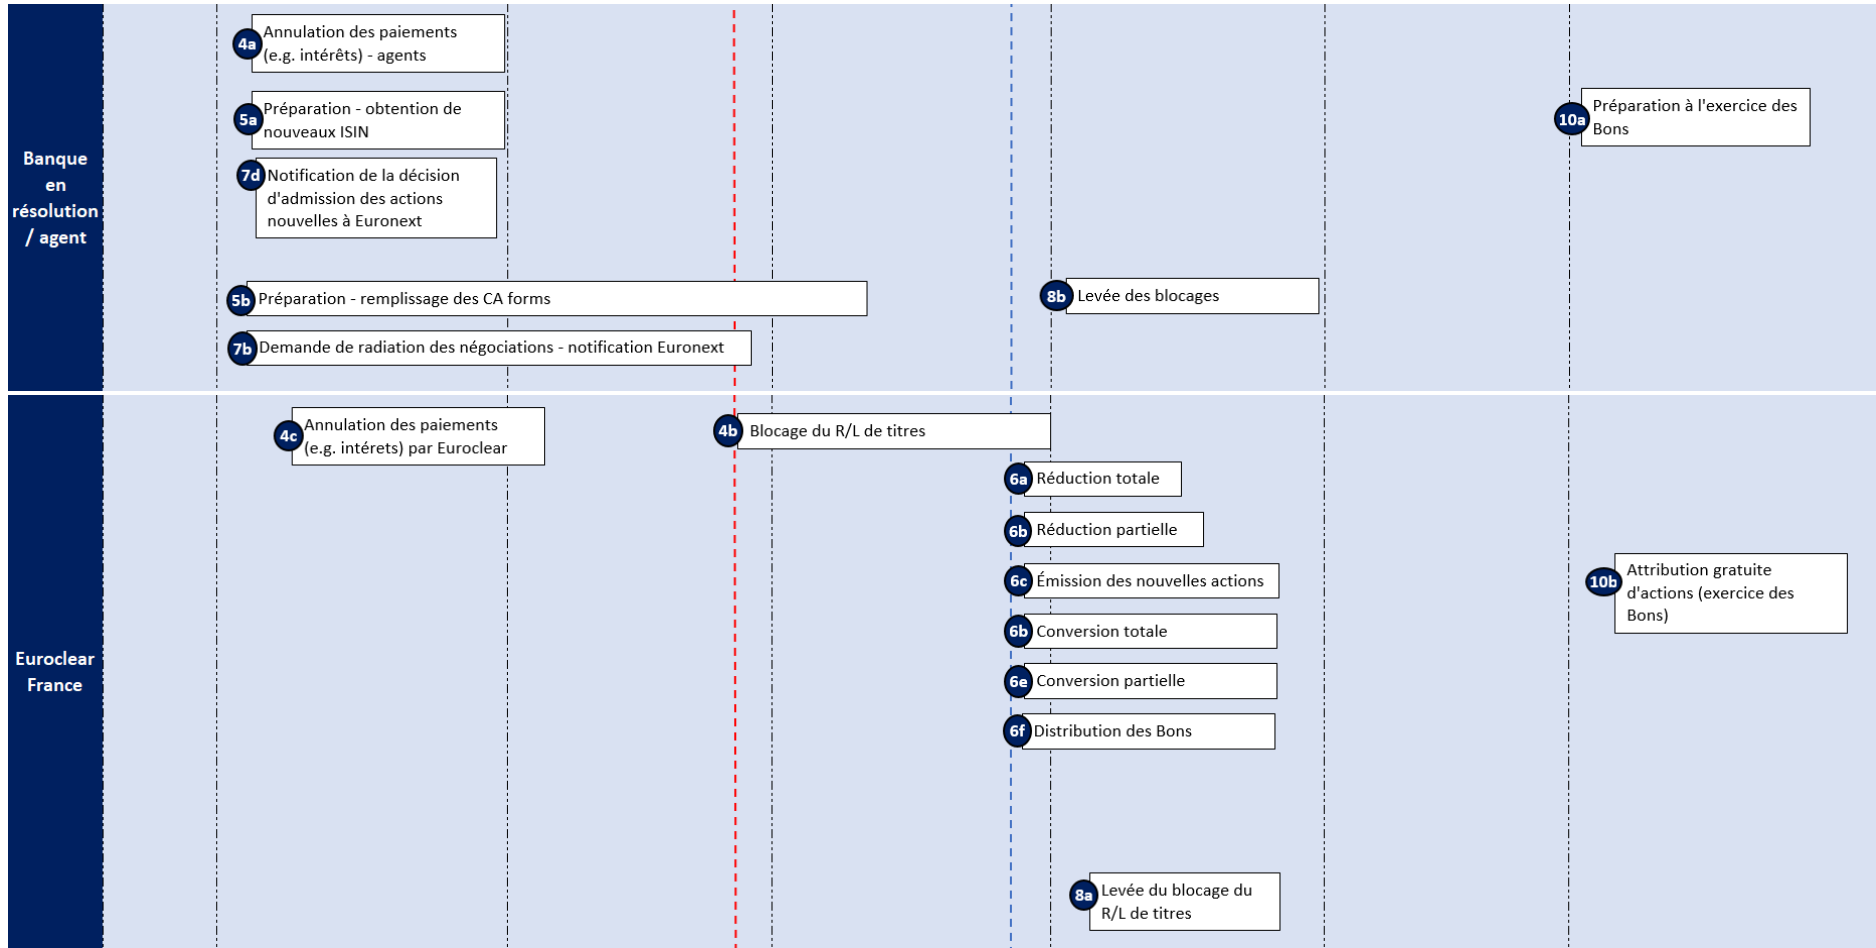 Banque
en
résolution
/ agent
4a
Annulation des paiements
(e.g. intérêts) - agents
5a
Préparation - obtention de
nouveaux ISIN
7d
Notification de la décision
d'admission des actions
nouvelles à Euronext
5b
Préparation - remplissage des CA forms
7b
Demande de radiation des négociations - notification Euronext
8b
Levée des blocages
10a
Préparation à l'exercice des
Bons
Euroclear
France
4c
Annulation des paiements
(e.g. intérets) par Euroclear
4b
Blocage du R/L de titres
6a
Réduction totale
6b
Réduction partielle
6c
Émission des nouvelles actions
6b
Conversion totale
6e
Conversion partielle
6f
Distribution des Bons
8a
Levée du blocage du
R/L de titres
10b
Attribution gratuite
d'actions (exercice des
Bons)